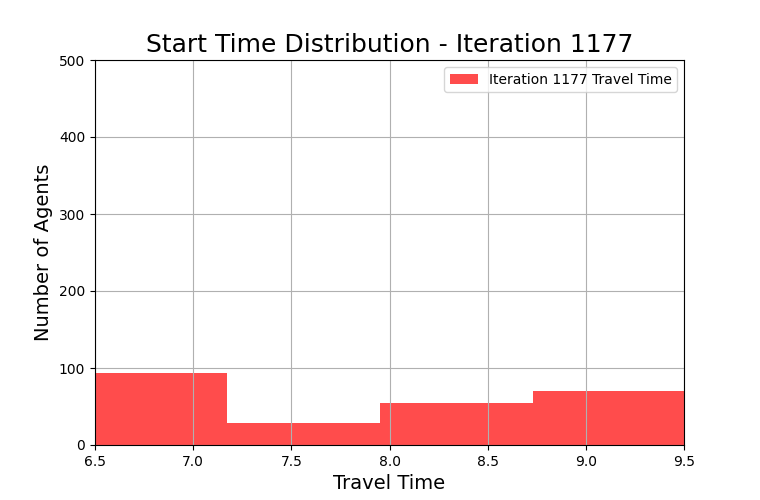 Start Time Distribution - Iteration 1177
Iteration 1177 Travel Time
Number of Agents
500
400
300
200
100
0
6.5 7.0 7.5 8.0 8.5 9.0 9.5
Travel Time